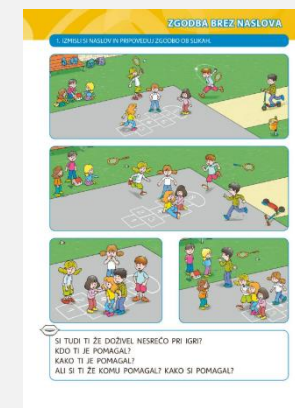 ZGODBA BREZ NASLOVA
1. IZMISLI SI NASLOV IN PRIPOVEDUJ ZGODBO OB SLIKAH.
SI TUDI TI ŽE DOŽIVEL NESREČO PRI IGRI?
KDO TI JE POMAGAL?
KAKO TI JE POMAGAL?
ALI SI TI ŽE KOMU POMAGAL? KAKO SI POMAGAL?